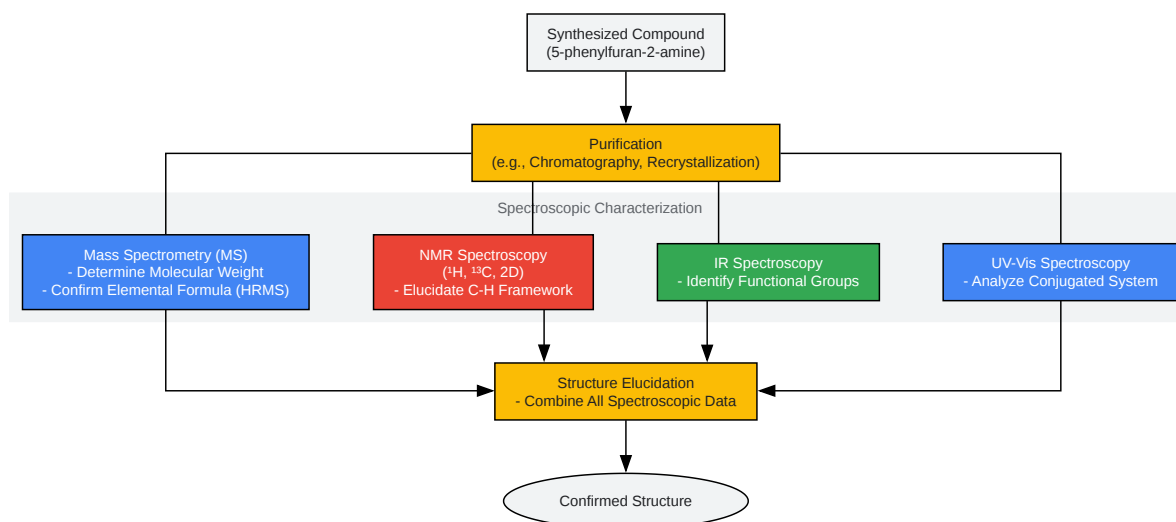 Synthesized Compound
(5-phenylfuran-2-amine)
Purification
(e.g., Chromatography, Recrystallization)
Spectroscopic Characterization
Mass Spectrometry (MS)
- Determine Molecular Weight
- Confirm Elemental Formula (HRMS)
NMR Spectroscopy
(¹H, ¹³C, 2D)
- Elucidate C-H Framework
IR Spectroscopy
- Identify Functional Groups
UV-Vis Spectroscopy
- Analyze Conjugated System
Structure Elucidation
- Combine All Spectroscopic Data
Confirmed Structure